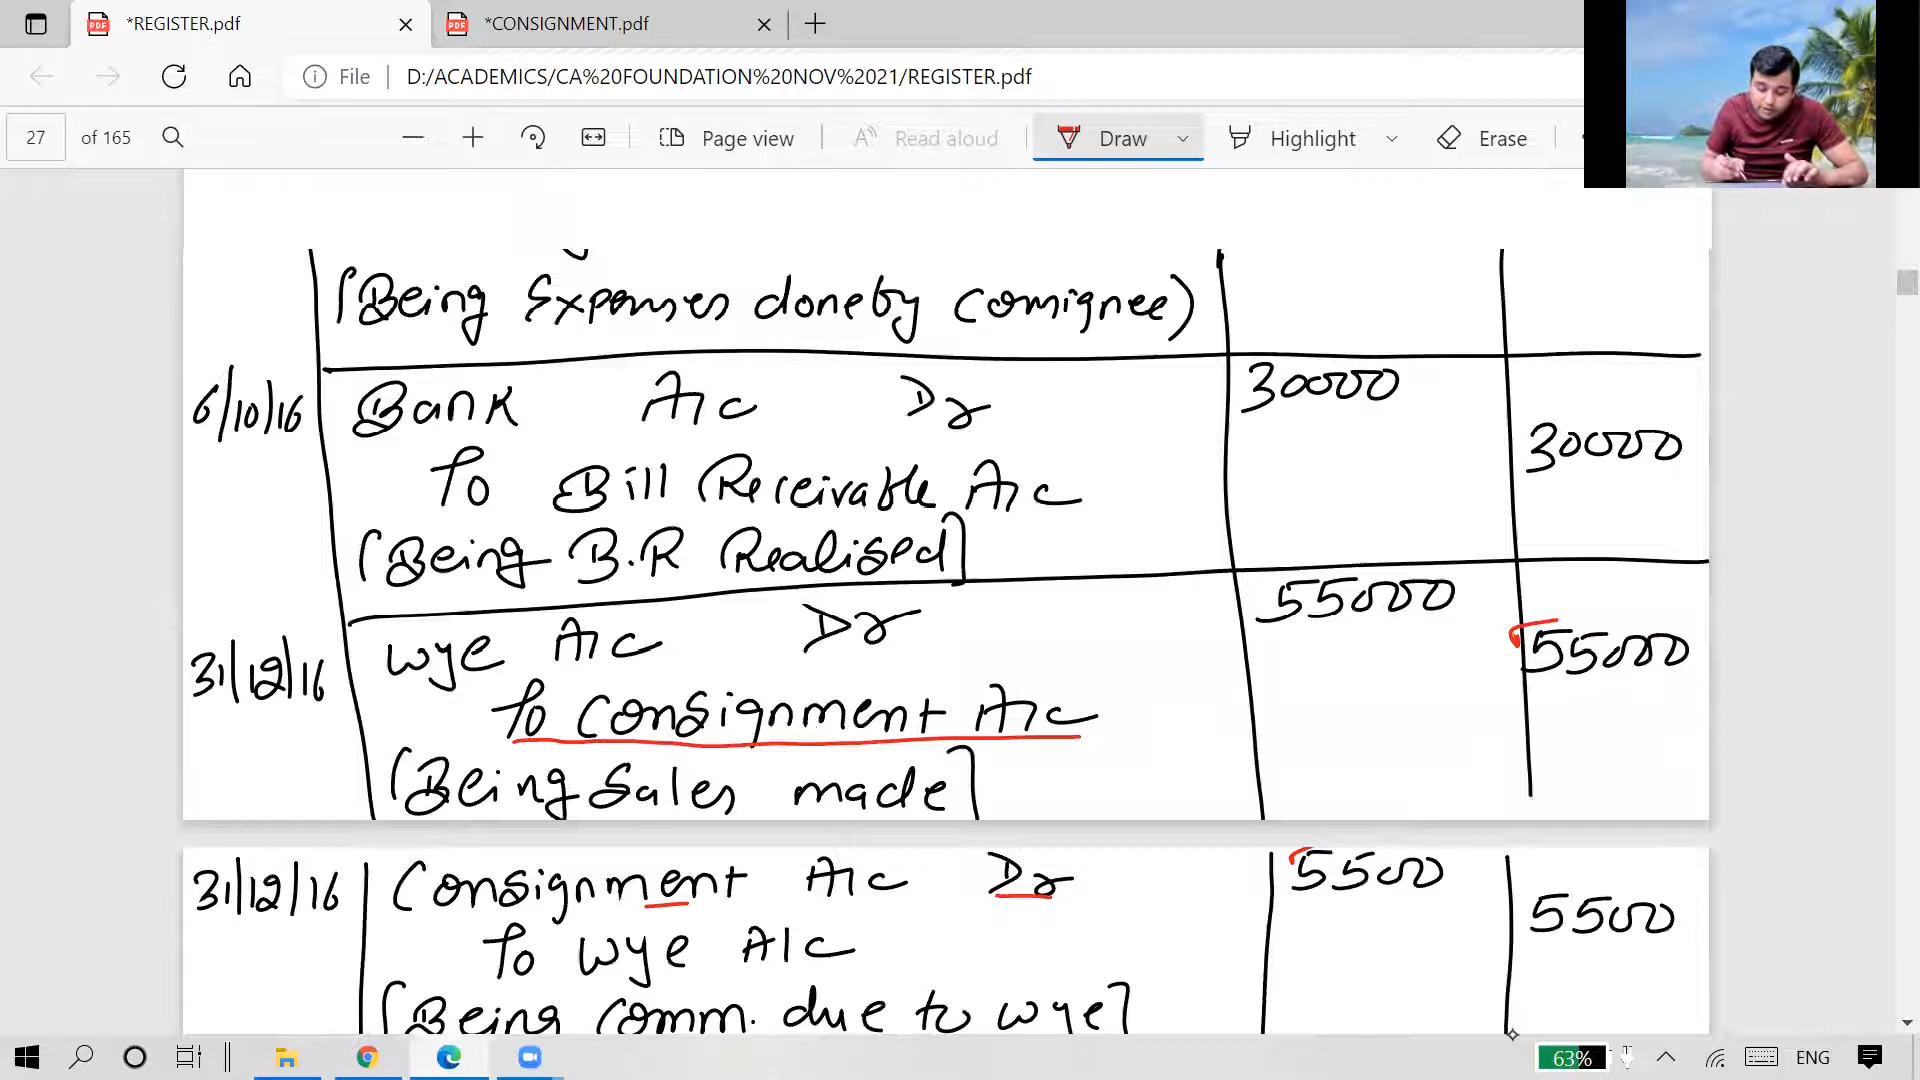 *REGISTER.pdf
*CONSIGNMENT.pdf
File
D:/ACADEMICS/CA%20FOUNDATION%20NOV%2021/REGISTER.pdf
27 of 165
Page view
Read aloud
Draw
Highlight
Erase
(Being Expenses done by Consignee)
6/10/16 Bank A/c Dr 30000
To Bill Receivable A/c 30000
[Being B.R Realised]
31/12/16 Wye A/c Dr 55000
To Consignment A/c 55000
[Being Sales made]
31/12/16 Consignment A/c Dr 5500
To Wye A/c 5500
[Being Comm. due to Wye]
63%
ENG